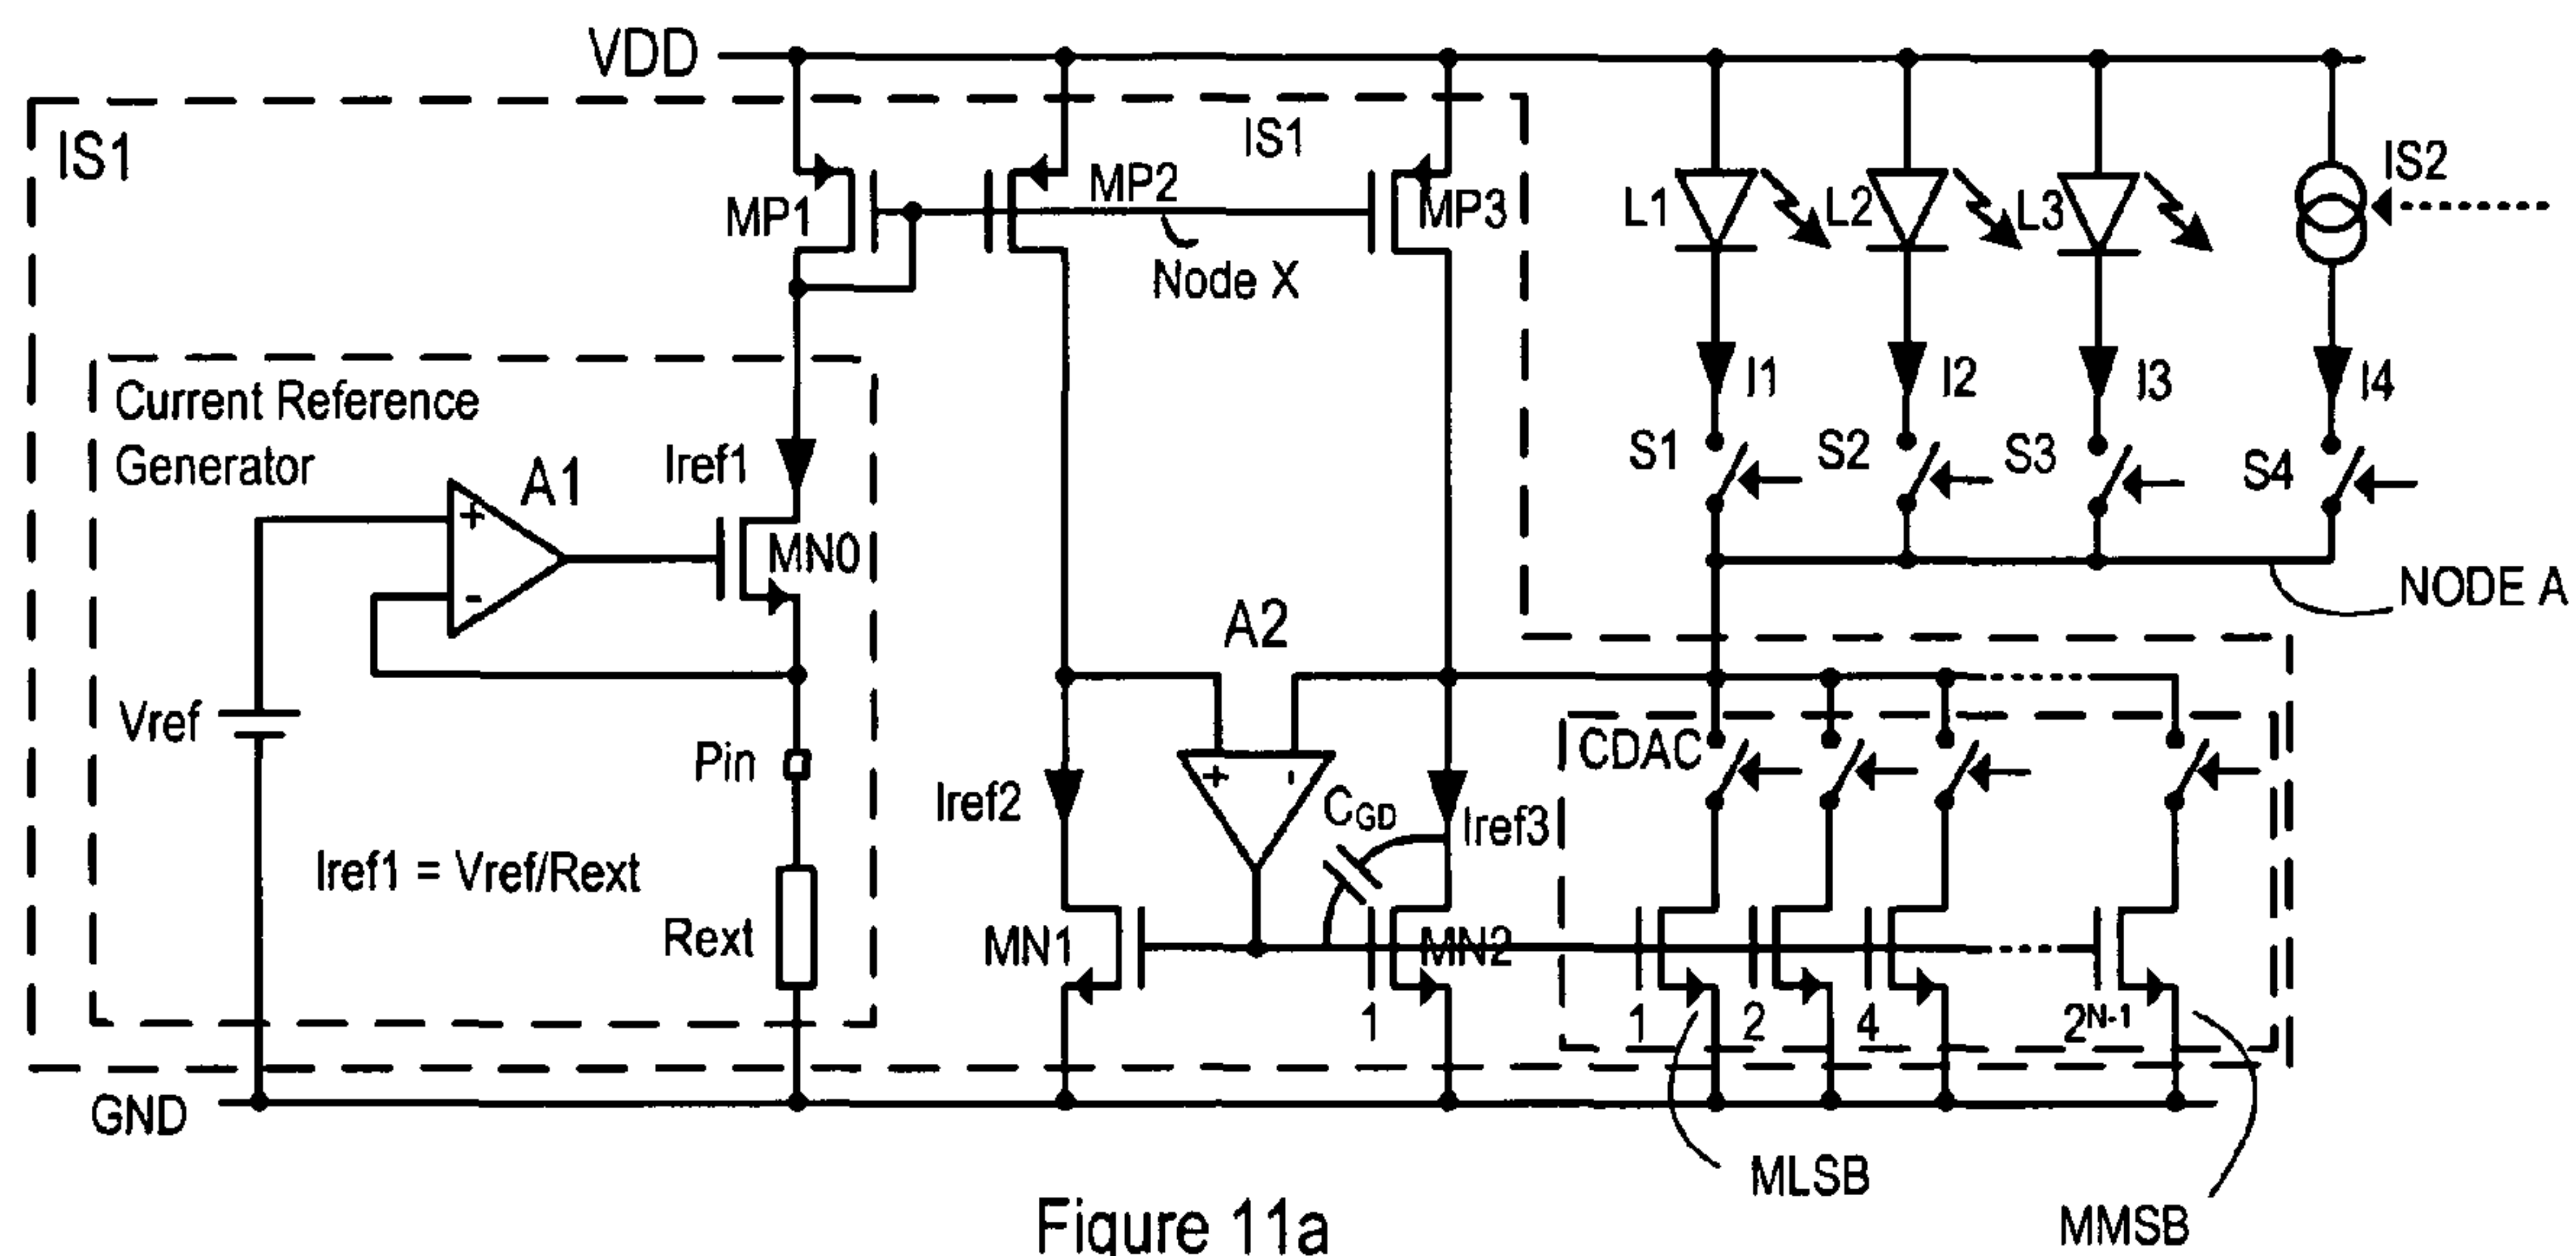 VDD
IS1
IS1
MP1
MP2
MP3
Node X
L1
L2
L3
IS2
I1
I2
I3
I4
S1
S2
S3
S4
NODE A
Current Reference
Generator
A1
+
-
Iref1
MN0
Vref
Pin
Iref1 = Vref/Rext
Rext
A2
+
-
Iref2
CGD
Iref3
MN1
MN2
1
CDAC
1
2
4
2N-1
GND
MLSB
MMSB
Figure 11a